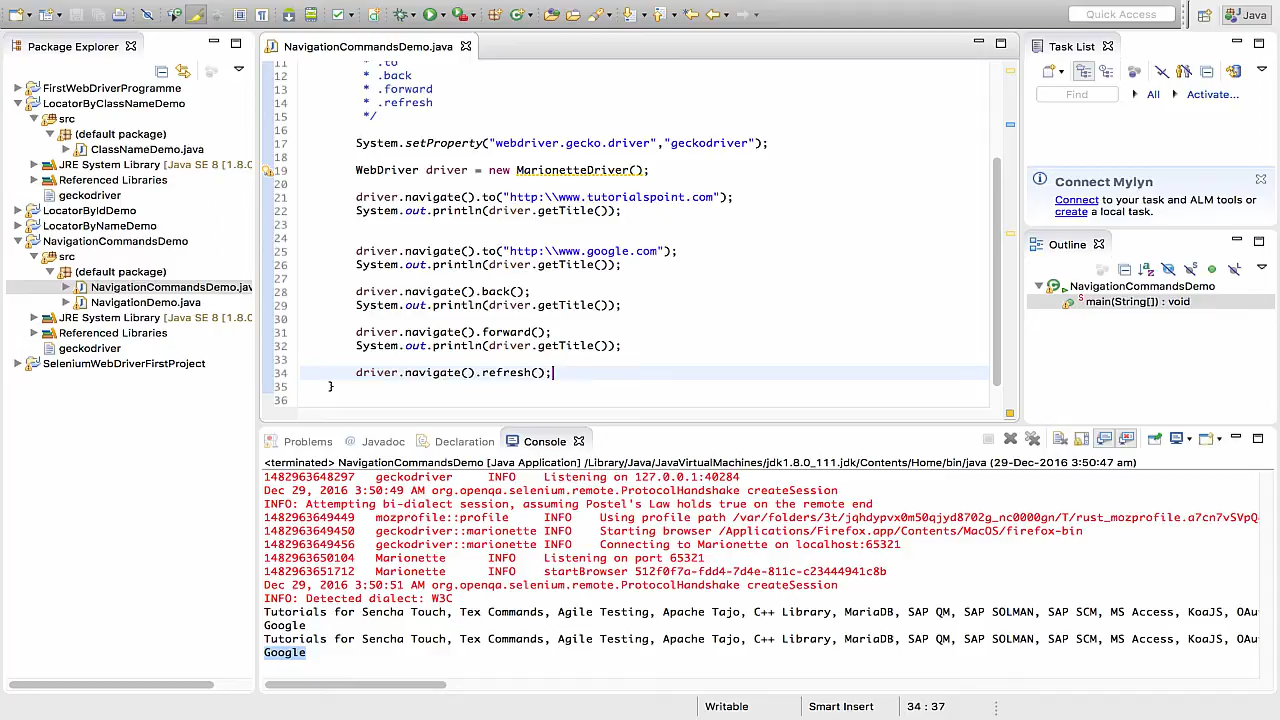 Quick Access
Java
Package Explorer
FirstWebDriverProgramme
LocatorByClassNameDemo
src
(default package)
ClassNameDemo.java
JRE System Library [Java SE 8 [1.8.0
Referenced Libraries
geckodriver
LocatorByIdDemo
LocatorByNameDemo
NavigationCommandsDemo
src
(default package)
NavigationCommandsDemo.jav
NavigationDemo.java
JRE System Library [Java SE 8 [1.8.0
Referenced Libraries
geckodriver
SeleniumWebDriverFirstProject
NavigationCommandsDemo.java
11 * .to
12 * .back
13 * .forward
14 * .refresh
15 */
16
17 System.setProperty("webdriver.gecko.driver","geckodriver");
18
19 WebDriver driver = new MarionetteDriver();
20
21 driver.navigate().to("http:\\www.tutorialspoint.com");
22 System.out.println(driver.getTitle());
23
24
25 driver.navigate().to("http:\\www.google.com");
26 System.out.println(driver.getTitle());
27
28 driver.navigate().back();
29 System.out.println(driver.getTitle());
30
31 driver.navigate().forward();
32 System.out.println(driver.getTitle());
33
34 driver.navigate().refresh();
35 }
36
Task List
Find All Activate...
Connect Mylyn
Connect to your task and ALM tools or
create a local task.
Outline
NavigationCommandsDemo
main(String[]) : void
Problems @ Javadoc Declaration Console
<terminated> NavigationCommandsDemo [Java Application] /Library/Java/JavaVirtualMachines/jdk1.8.0_111.jdk/Contents/Home/bin/java (29-Dec-2016 3:50:47 am)
1482963648297 geckodriver INFO Listening on 127.0.0.1:40284
Dec 29, 2016 3:50:49 AM org.openqa.selenium.remote.ProtocolHandshake createSession
INFO: Attempting bi-dialect session, assuming Postel's Law holds true on the remote end
1482963649449 mozprofile::profile INFO Using profile path /var/folders/3t/jqhdypvx0m50qjyd8702g_nc0000gn/T/rust_mozprofile.a7cn7vSVpQ
1482963649450 geckodriver::marionette INFO Starting browser /Applications/Firefox.app/Contents/MacOS/firefox-bin
1482963649456 geckodriver::marionette INFO Connecting to Marionette on localhost:65321
1482963650104 Marionette INFO Listening on port 65321
1482963651712 Marionette INFO startBrowser 512f0f7a-fdd4-7d4e-811c-c23444941c8b
Dec 29, 2016 3:50:51 AM org.openqa.selenium.remote.ProtocolHandshake createSession
INFO: Detected dialect: W3C
Tutorials for Sencha Touch, Tex Commands, Agile Testing, Apache Tajo, C++ Library, MariaDB, SAP QM, SAP SOLMAN, SAP SCM, MS Access, KoaJS, OAu
Google
Tutorials for Sencha Touch, Tex Commands, Agile Testing, Apache Tajo, C++ Library, MariaDB, SAP QM, SAP SOLMAN, SAP SCM, MS Access, KoaJS, OAu
Google
Writable Smart Insert 34 : 37